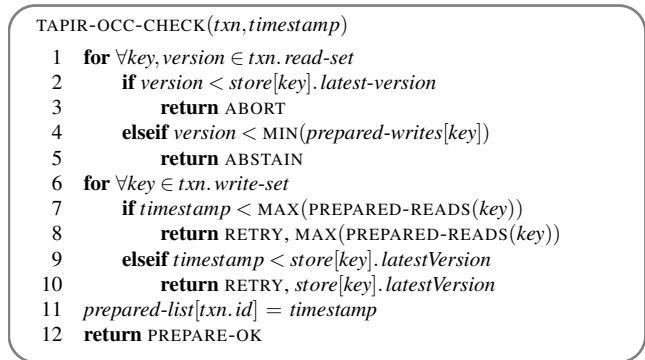 TAPIR-OCC-CHECK(txn,timestamp)
1 for ∀key,version ∈ txn.read-set
2 if version < store[key].latest-version
3 return ABORT
4 elseif version < MIN(prepared-writes[key])
5 return ABSTAIN
6 for ∀key ∈ txn.write-set
7 if timestamp < MAX(PREPARED-READS(key))
8 return RETRY, MAX(PREPARED-READS(key))
9 elseif timestamp < store[key].latestVersion
10 return RETRY, store[key].latestVersion
11 prepared-list[txn.id] = timestamp
12 return PREPARE-OK